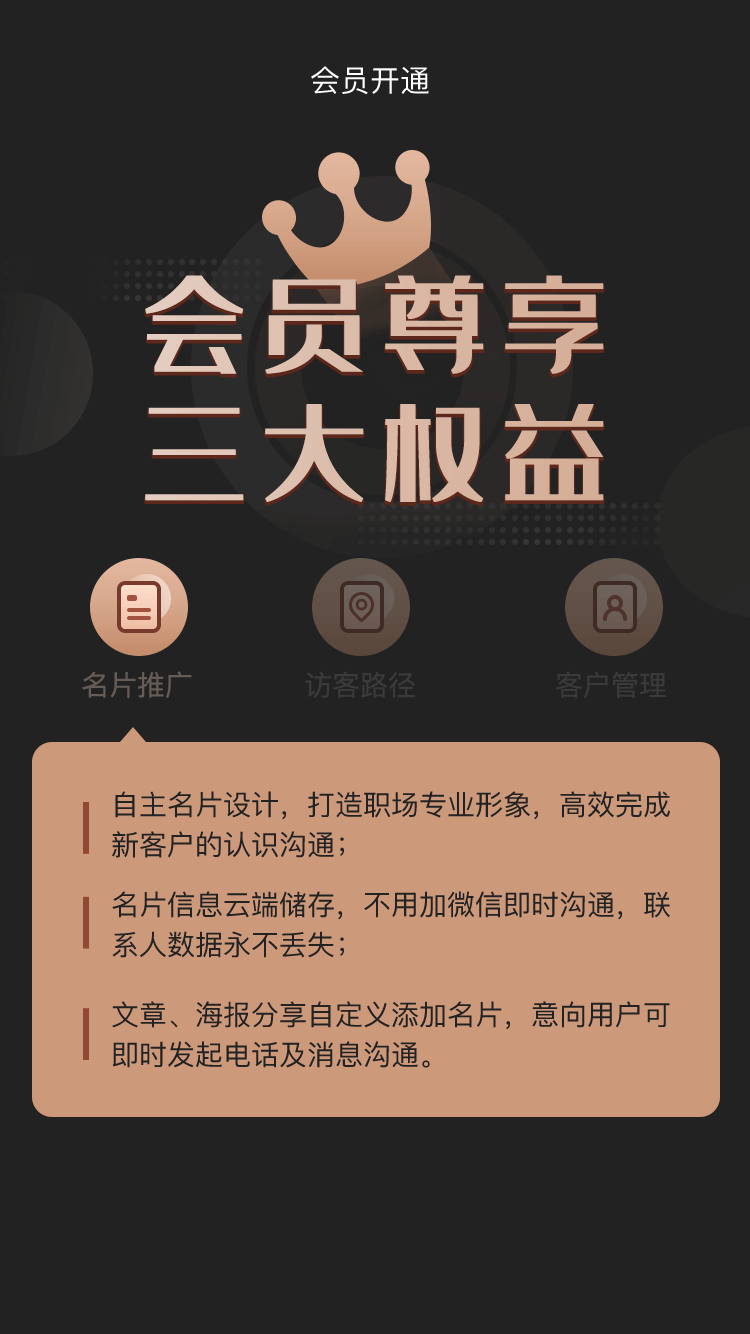 会员开通
会员尊享
三大权益
名片推广 访客路径 客户管理
自主名片设计，打造职场专业形象，高效完成
新客户的认识沟通；
名片信息云端储存，不用加微信即时沟通，联
系人数据永不丢失；
文章、海报分享自定义添加名片，意向用户可
即时发起电话及消息沟通。